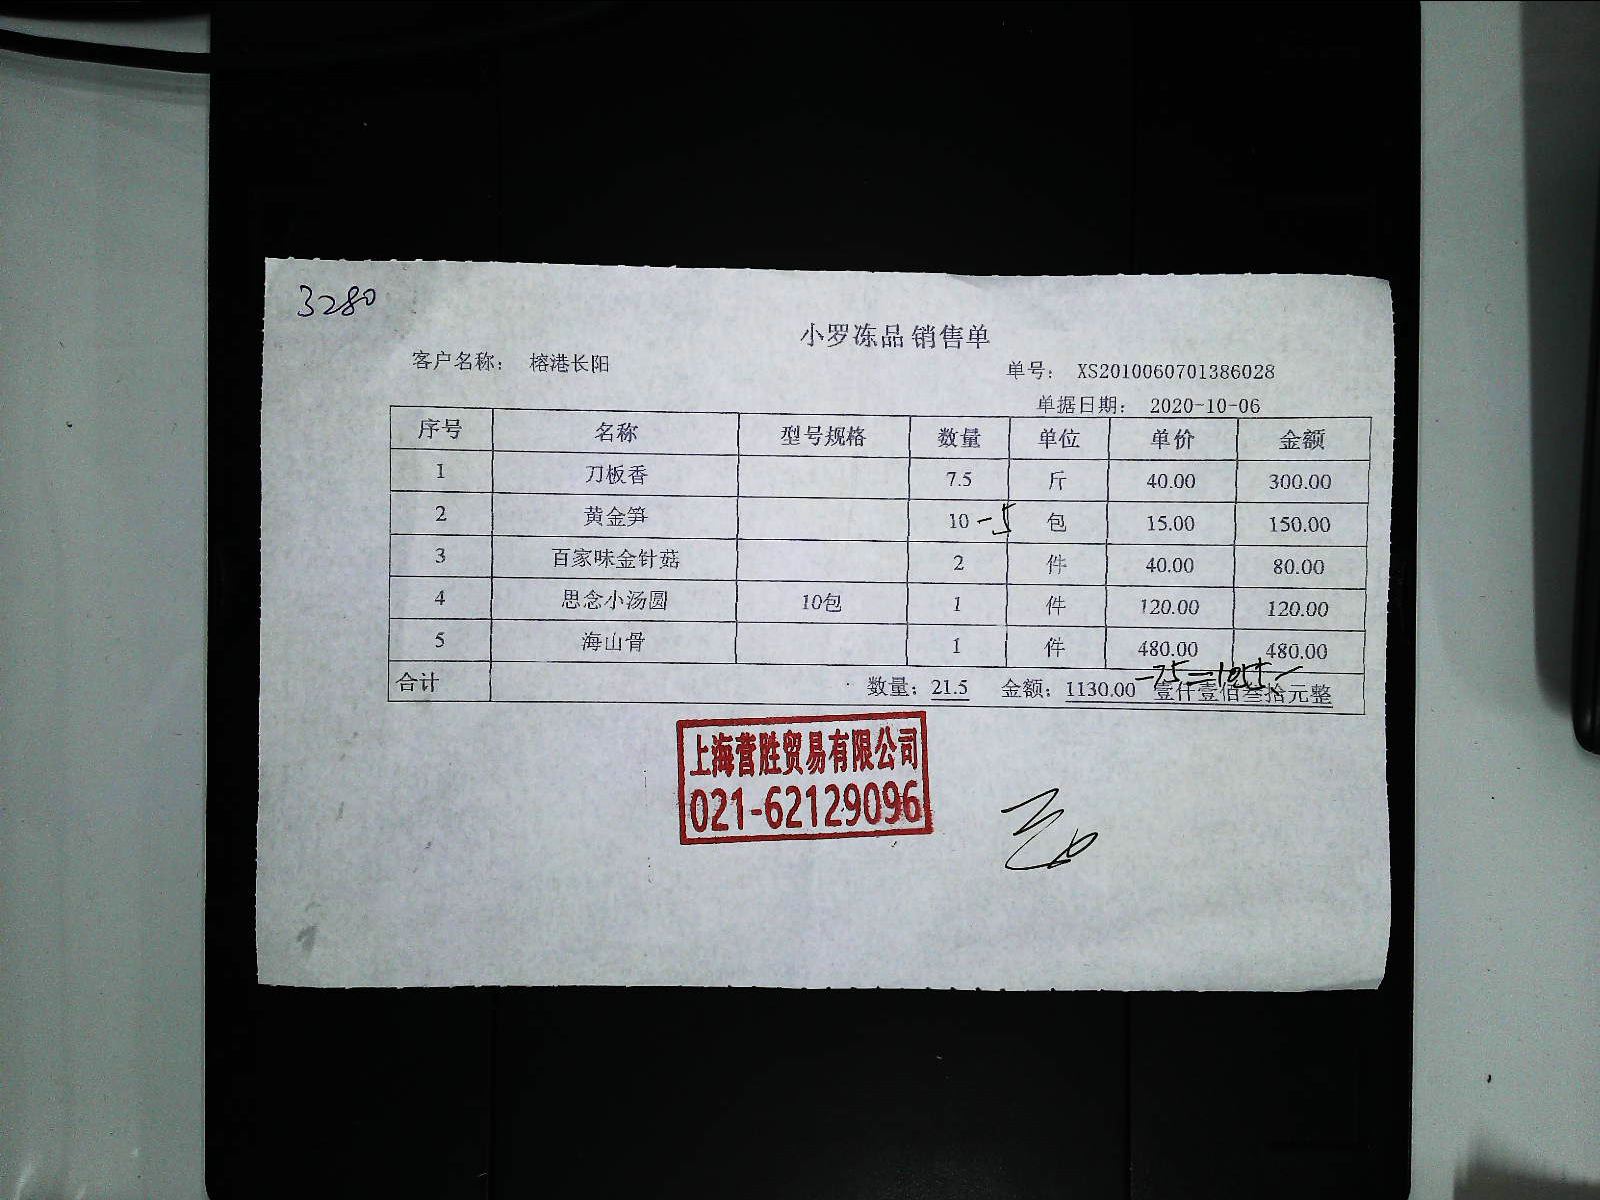 3280
小罗冻品 销售单
客户名称： 榕港长阳 单号： XS2010060701386028
单据日期： 2020-10-06
序号 名称 型号规格 数量 单位 单价 金额
1 刀板香 7.5 斤 40.00 300.00
2 黄金笋 10 -5 包 15.00 150.00
3 百家味金针菇 2 件 40.00 80.00
4 思念小汤圆 10包 1 件 120.00 120.00
5 海山骨 1 件 480.00 480.00
-75=1055
合计 数量：21.5 金额：1130.00 壹仟壹佰叁拾元整
上海营胜贸易有限公司
021-62129096